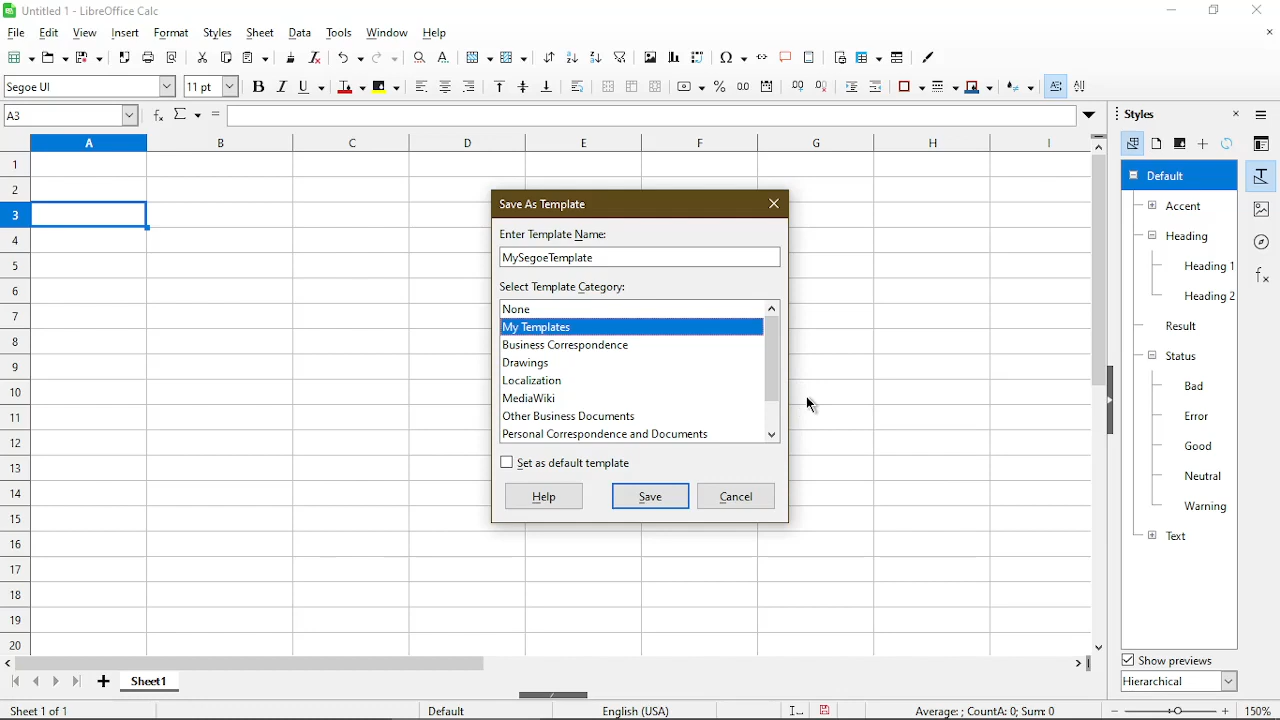 Untitled 1 - LibreOffice Calc
File Edit View Insert Format Styles Sheet Data Tools Window Help
Segoe UI 11 pt B I U
A3 Styles
A B C D E F G H I
1
2
3
4
5
6
7
8
9
10
11
12
13
14
15
16
17
18
19
20
Save As Template
Enter Template Name:
MySegoeTemplate
Select Template Category:
None
My Templates
Business Correspondence
Drawings
Localization
MediaWiki
Other Business Documents
Personal Correspondence and Documents
Set as default template
Help Save Cancel
Default
Accent
Heading
Heading 1
Heading 2
Result
Status
Bad
Error
Good
Neutral
Warning
Text
Show previews
Hierarchical
Sheet1
Sheet 1 of 1 Default English (USA) Average: ; CountA: 0; Sum: 0 150%